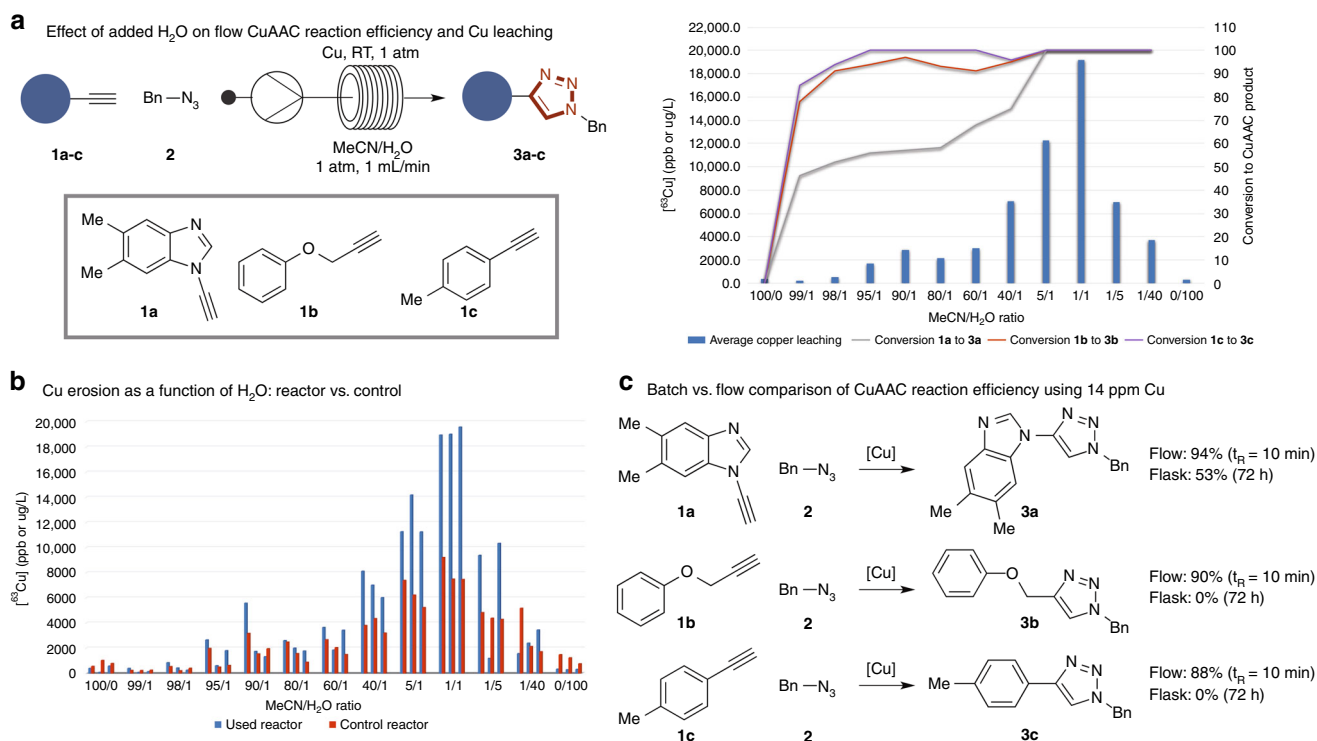 a
Effect of added H₂O on flow CuAAC reaction efficiency and Cu leaching
Cu, RT, 1 atm
Bn—N₃
N
N
N
Bn
1a-c
2
MeCN/H₂O
1 atm, 1 mL/min
3a-c
Me
Me
N
N
1a
O
1b
Me
1c
[⁶³Cu] (ppb or ug/L)
22,000.0
20,000.0
18,000.0
16,000.0
14,000.0
12,000.0
10,000.0
8000.0
6000.0
4000.0
2000.0
0.0
110
100
90
80
70
60
50
40
30
20
10
0
Conversion to CuAAC product
100/0 99/1 98/1 95/1 90/1 80/1 60/1 40/1 5/1 1/1 1/5 1/40 0/100
MeCN/H₂O ratio
Average copper leaching Conversion 1a to 3a Conversion 1b to 3b Conversion 1c to 3c
b
Cu erosion as a function of H₂O: reactor vs. control
[⁶³Cu] (ppb or ug/L)
20,000
18,000
16,000
14,000
12,000
10,000
8000
6000
4000
2000
0
100/0 99/1 98/1 95/1 90/1 80/1 60/1 40/1 5/1 1/1 1/5 1/40 0/100
MeCN/H₂O ratio
Used reactor Control reactor
c
Batch vs. flow comparison of CuAAC reaction efficiency using 14 ppm Cu
Me
Me
N
N
1a
Bn—N₃
2
[Cu]
N
N
N
N
N
Bn
Me
Me
3a
Flow: 94% (tR = 10 min)
Flask: 53% (72 h)
O
1b
Bn—N₃
2
[Cu]
O
N
N
N
Bn
3b
Flow: 90% (tR = 10 min)
Flask: 0% (72 h)
Me
1c
Bn—N₃
2
[Cu]
Me
N
N
N
Bn
3c
Flow: 88% (tR = 10 min)
Flask: 0% (72 h)